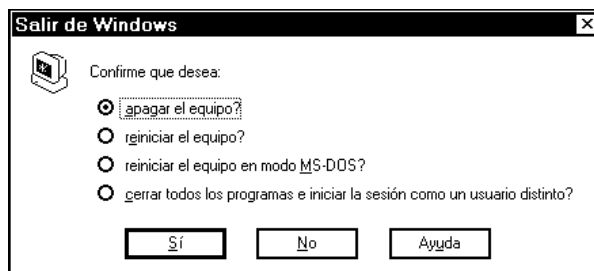 Salir de Windows
Confirme que desea:
apagar el equipo?
reiniciar el equipo?
reiniciar el equipo en modo MS-DOS?
cerrar todos los programas e iniciar la sesión como un usuario distinto?
Sí No Ayuda